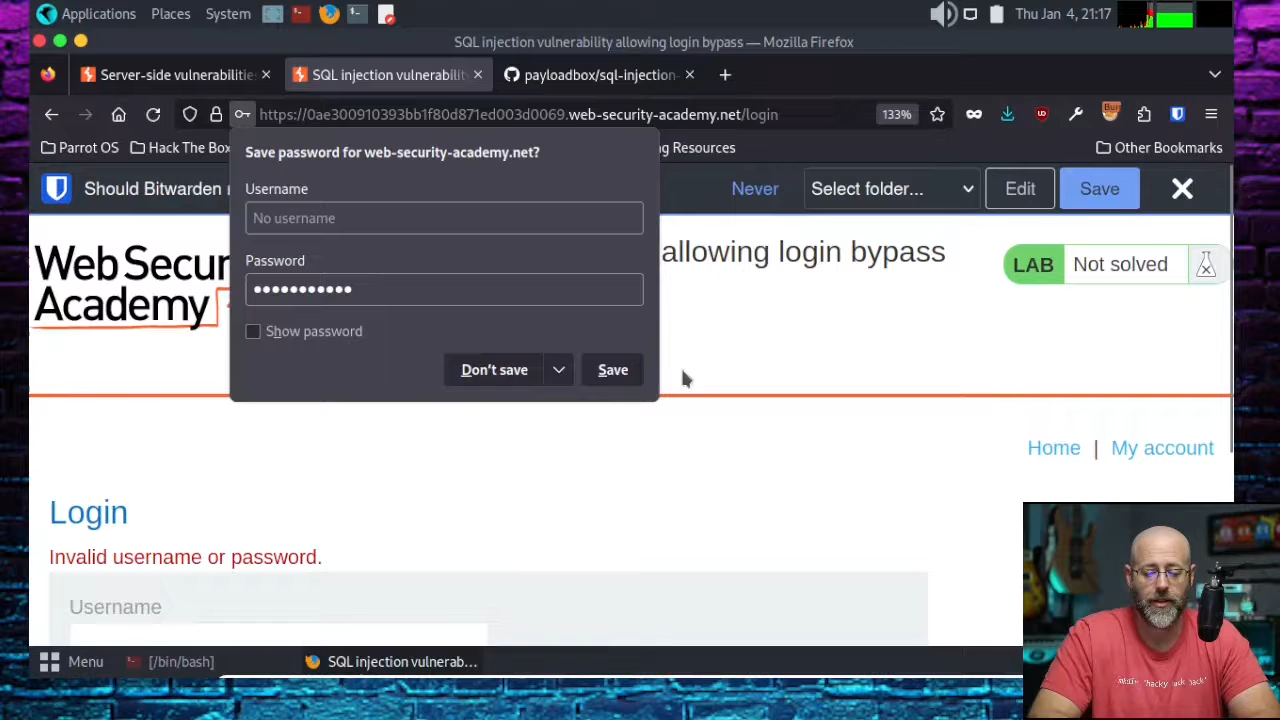 Applications Places System Thu Jan 4, 21:17
SQL injection vulnerability allowing login bypass — Mozilla Firefox
Server-side vulnerabilities SQL injection vulnerability payloadbox/sql-injection-
https://0ae300910393bb1f80d871ed003d0069.web-security-academy.net/login 133%
Parrot OS Hack The Box ng Resources Other Bookmarks
Save password for web-security-academy.net?
Should Bitwarden Never Select folder... Edit Save
Username
No username
Web Secur
Academy
allowing login bypass
LAB Not solved
Password
•••••••••••
Show password
Don't save Save
Home | My account
Login
Invalid username or password.
Username
Menu [/bin/bash] SQL injection vulnerab...